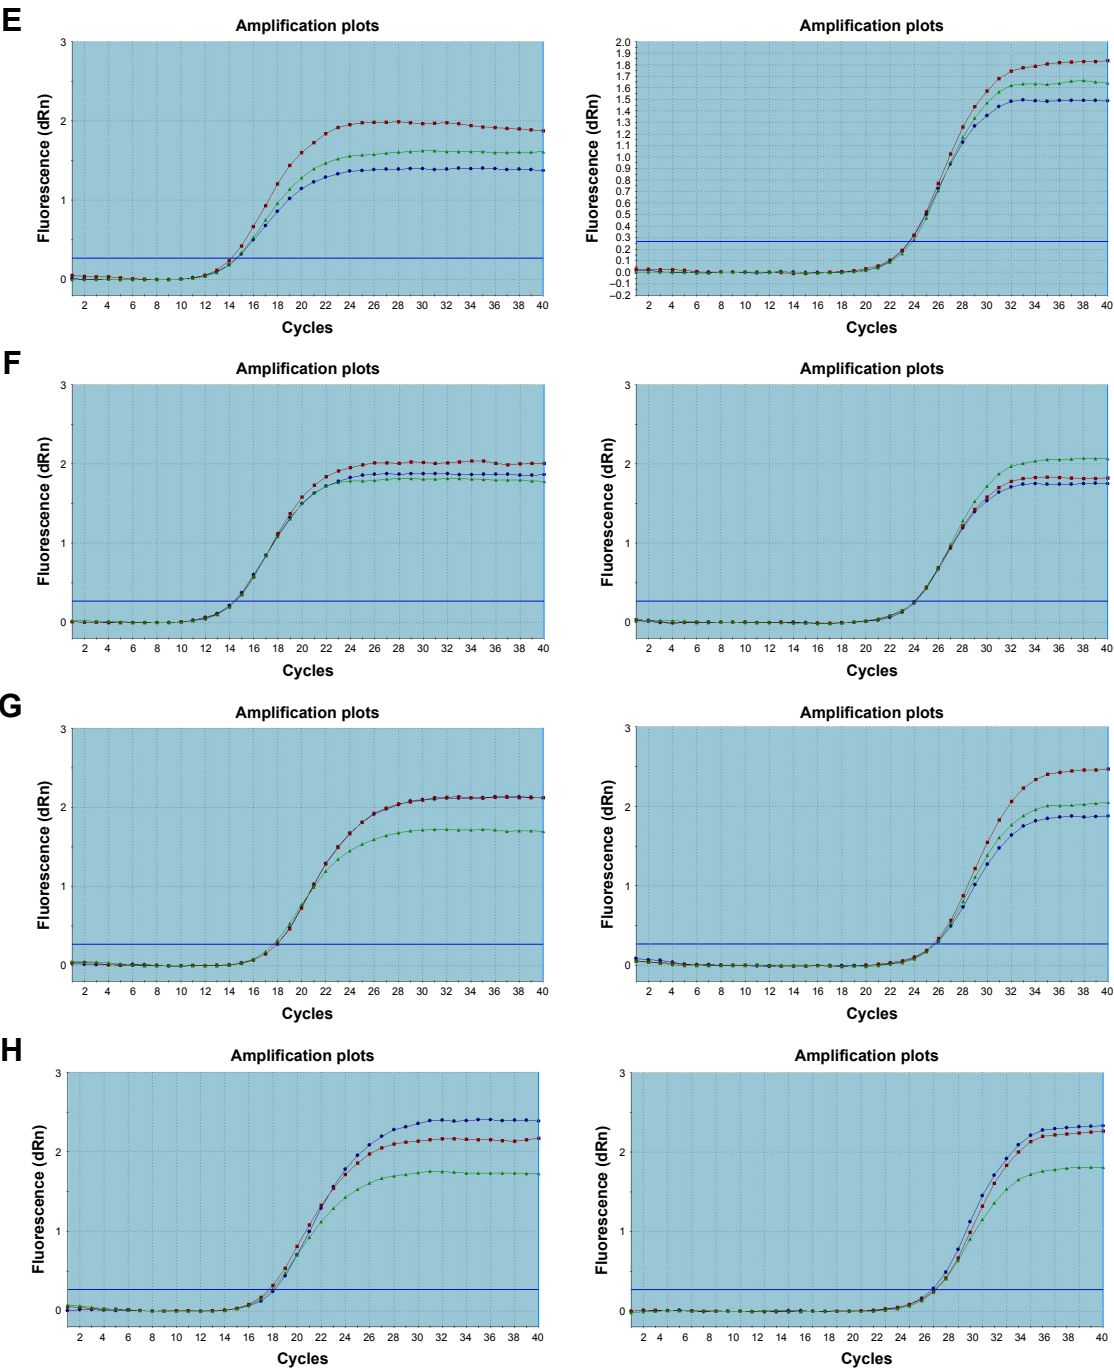 E
Amplification plots
Fluorescence (dRn)
3
2
1
0
2 4 6 8 10 12 14 16 18 20 22 24 26 28 30 32 34 36 38 40
Cycles
Amplification plots
Fluorescence (dRn)
2.0
1.9
1.8
1.7
1.6
1.5
1.4
1.3
1.2
1.1
1.0
0.9
0.8
0.7
0.6
0.5
0.4
0.3
0.2
0.1
0.0
–0.1
–0.2
2 4 6 8 10 12 14 16 18 20 22 24 26 28 30 32 34 36 38 40
Cycles
F
Amplification plots
Fluorescence (dRn)
3
2
1
0
2 4 6 8 10 12 14 16 18 20 22 24 26 28 30 32 34 36 38 40
Cycles
Amplification plots
Fluorescence (dRn)
3
2
1
0
2 4 6 8 10 12 14 16 18 20 22 24 26 28 30 32 34 36 38 40
Cycles
G
Amplification plots
Fluorescence (dRn)
3
2
1
0
2 4 6 8 10 12 14 16 18 20 22 24 26 28 30 32 34 36 38 40
Cycles
Amplification plots
Fluorescence (dRn)
3
2
1
0
2 4 6 8 10 12 14 16 18 20 22 24 26 28 30 32 34 36 38 40
Cycles
H
Amplification plots
Fluorescence (dRn)
3
2
1
0
2 4 6 8 10 12 14 16 18 20 22 24 26 28 30 32 34 36 38 40
Cycles
Amplification plots
Fluorescence (dRn)
3
2
1
0
2 4 6 8 10 12 14 16 18 20 22 24 26 28 30 32 34 36 38 40
Cycles